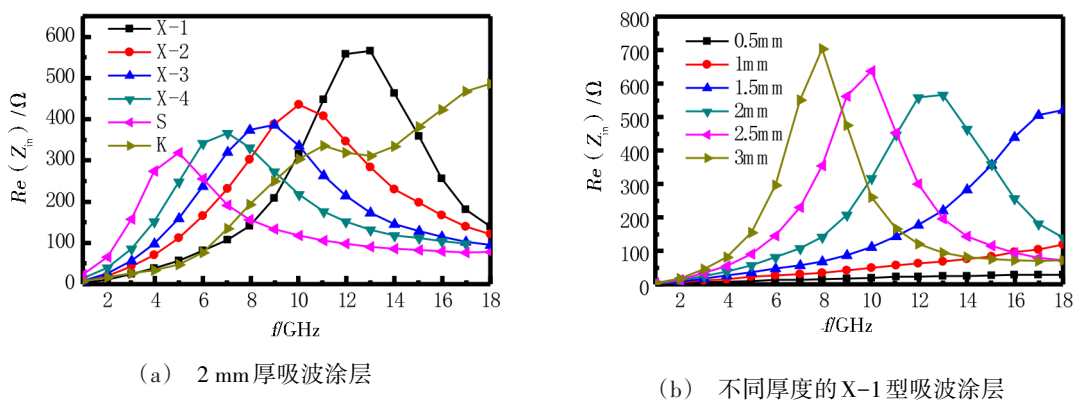 600
500
400
300
200
100
0
Re（Z_in）/Ω
X-1
X-2
X-3
X-4
S
K
2 4 6 8 10 12 14 16 18
f/GHz
(a) 2 mm厚吸波涂层
800
700
600
500
400
300
200
100
0
Re（Z_in）/Ω
0.5mm
1mm
1.5mm
2mm
2.5mm
3mm
2 4 6 8 10 12 14 16 18
f/GHz
(b) 不同厚度的X-1型吸波涂层